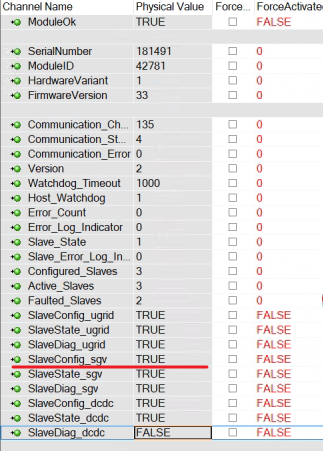 Channel Name Physical Value Force... ForceActivated
ModuleOk TRUE FALSE
SerialNumber 181491 0
ModuleID 42781 0
HardwareVariant 1 0
FirmwareVersion 33 0
Communication_Ch... 135 0
Communication_St... 4 0
Communication_Error 0 0
Version 2 0
Watchdog_Timeout 1000 0
Host_Watchdog 1 0
Error_Count 0 0
Error_Log_Indicator 0 0
Slave_State 1 0
Slave_Error_Log_In... 0 0
Configured_Slaves 3 0
Active_Slaves 3 0
Faulted_Slaves 2 0
SlaveConfig_ugrid TRUE FALSE
SlaveState_ugrid TRUE FALSE
SlaveDiag_ugrid TRUE FALSE
SlaveConfig_sgv TRUE FALSE
SlaveState_sgv TRUE FALSE
SlaveDiag_sgv TRUE FALSE
SlaveConfig_dcdc TRUE FALSE
SlaveState_dcdc TRUE FALSE
SlaveDiag_dcdc FALSE FALSE